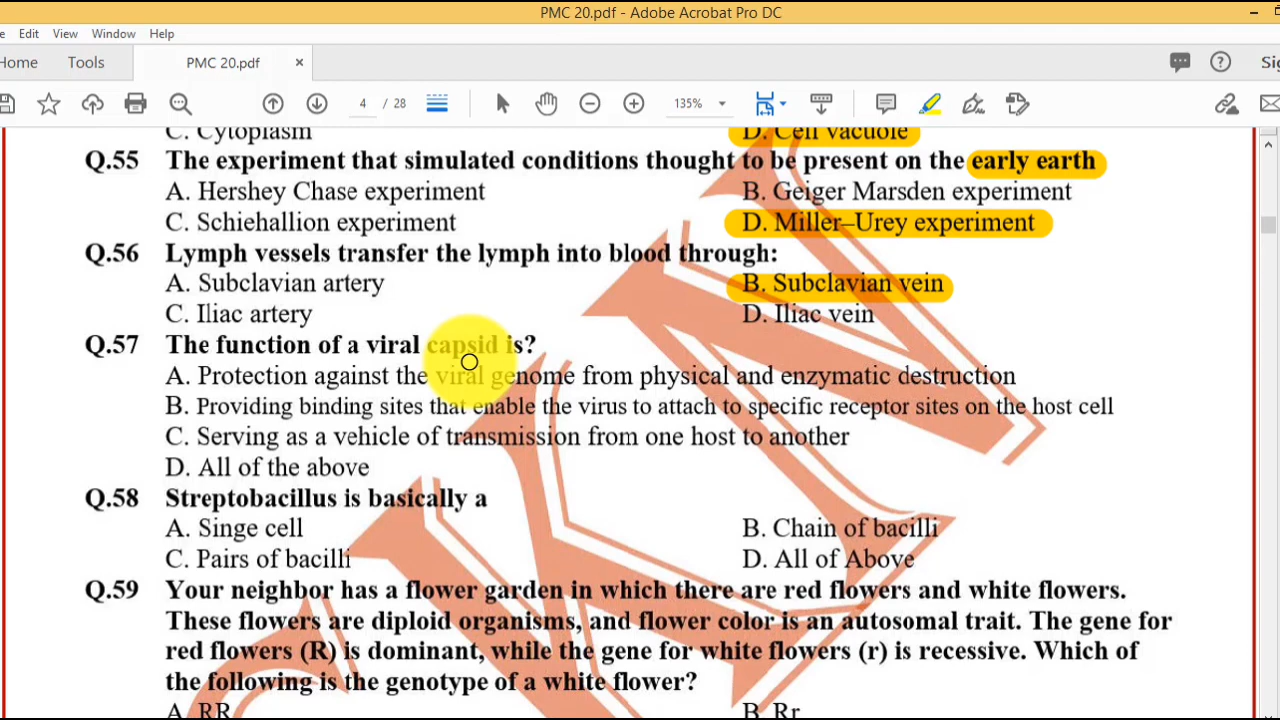 PMC 20.pdf - Adobe Acrobat Pro DC
e Edit View Window Help
Home Tools PMC 20.pdf ×
4 / 28 135%
C. Cytoplasm D. Cell vacuole
Q.55 The experiment that simulated conditions thought to be present on the early earth
A. Hershey Chase experiment B. Geiger Marsden experiment
C. Schiehallion experiment D. Miller–Urey experiment
Q.56 Lymph vessels transfer the lymph into blood through:
A. Subclavian artery B. Subclavian vein
C. Iliac artery D. Iliac vein
Q.57 The function of a viral capsid is?
A. Protection against the viral genome from physical and enzymatic destruction
B. Providing binding sites that enable the virus to attach to specific receptor sites on the host cell
C. Serving as a vehicle of transmission from one host to another
D. All of the above
Q.58 Streptobacillus is basically a
A. Singe cell B. Chain of bacilli
C. Pairs of bacilli D. All of Above
Q.59 Your neighbor has a flower garden in which there are red flowers and white flowers.
These flowers are diploid organisms, and flower color is an autosomal trait. The gene for
red flowers (R) is dominant, while the gene for white flowers (r) is recessive. Which of
the following is the genotype of a white flower?
A. RR B. Rr